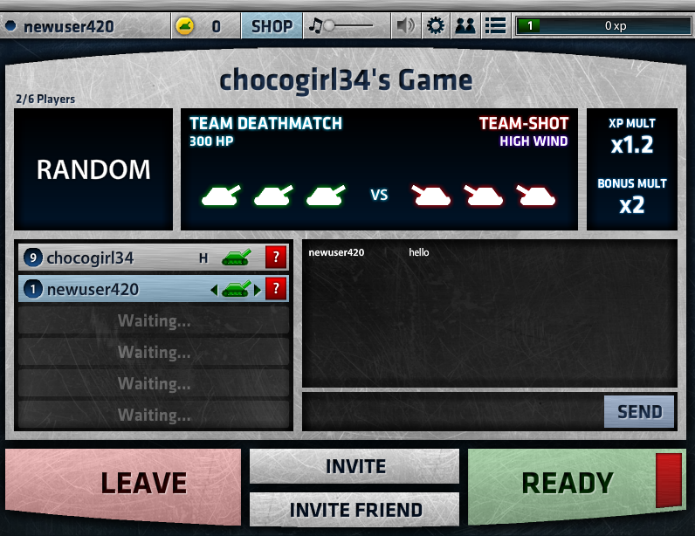 newuser420
0
SHOP
1
0 xp
chocogirl34's Game
2/6 Players
RANDOM
TEAM DEATHMATCH
TEAM-SHOT
300 HP
HIGH WIND
VS
XP MULT
x1.2
BONUS MULT
x2
9 chocogirl34 H ?
1 newuser420 ?
Waiting...
Waiting...
Waiting...
Waiting...
newuser420 hello
SEND
LEAVE
INVITE
INVITE FRIEND
READY